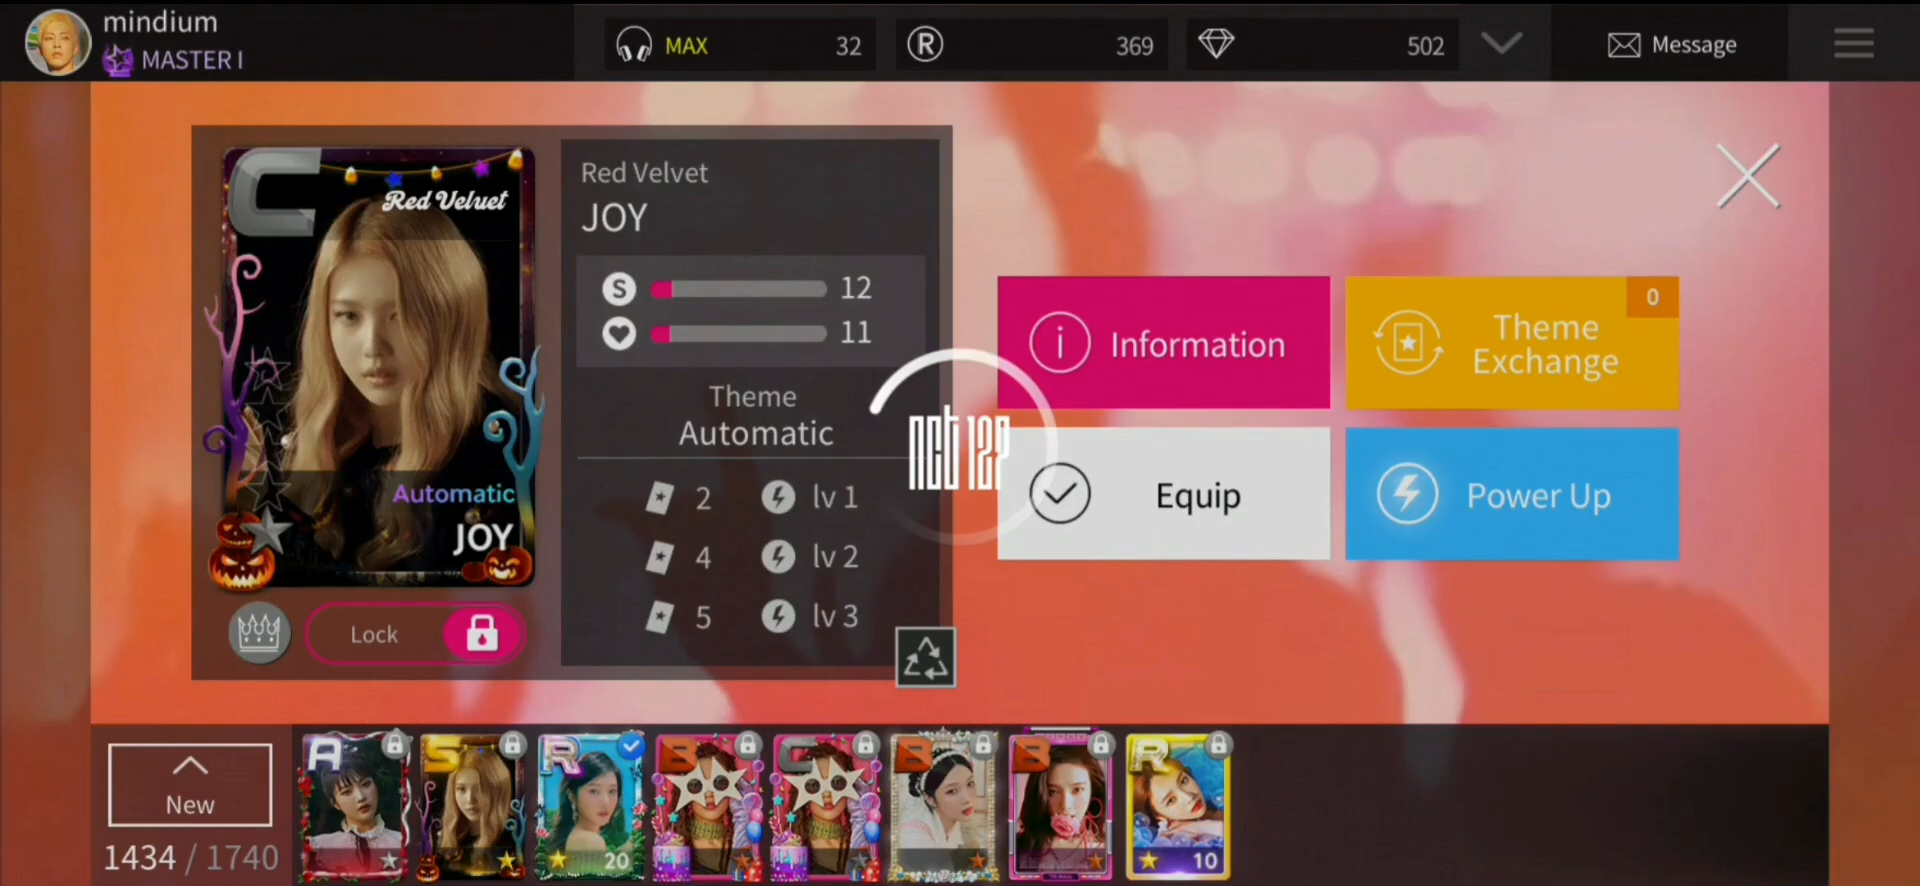 mindium
MASTER I
MAX 32
R 369
502
Message
C
Red Velvet
Automatic
JOY
Lock
Red Velvet
JOY
S 12
11
Theme
Automatic
2 lv 1
4 lv 2
5 lv 3
nct 127
i Information
Theme
Exchange
0
Equip
Power Up
New
1434 / 1740
A
S
R
20
B
C
B
B
R
10